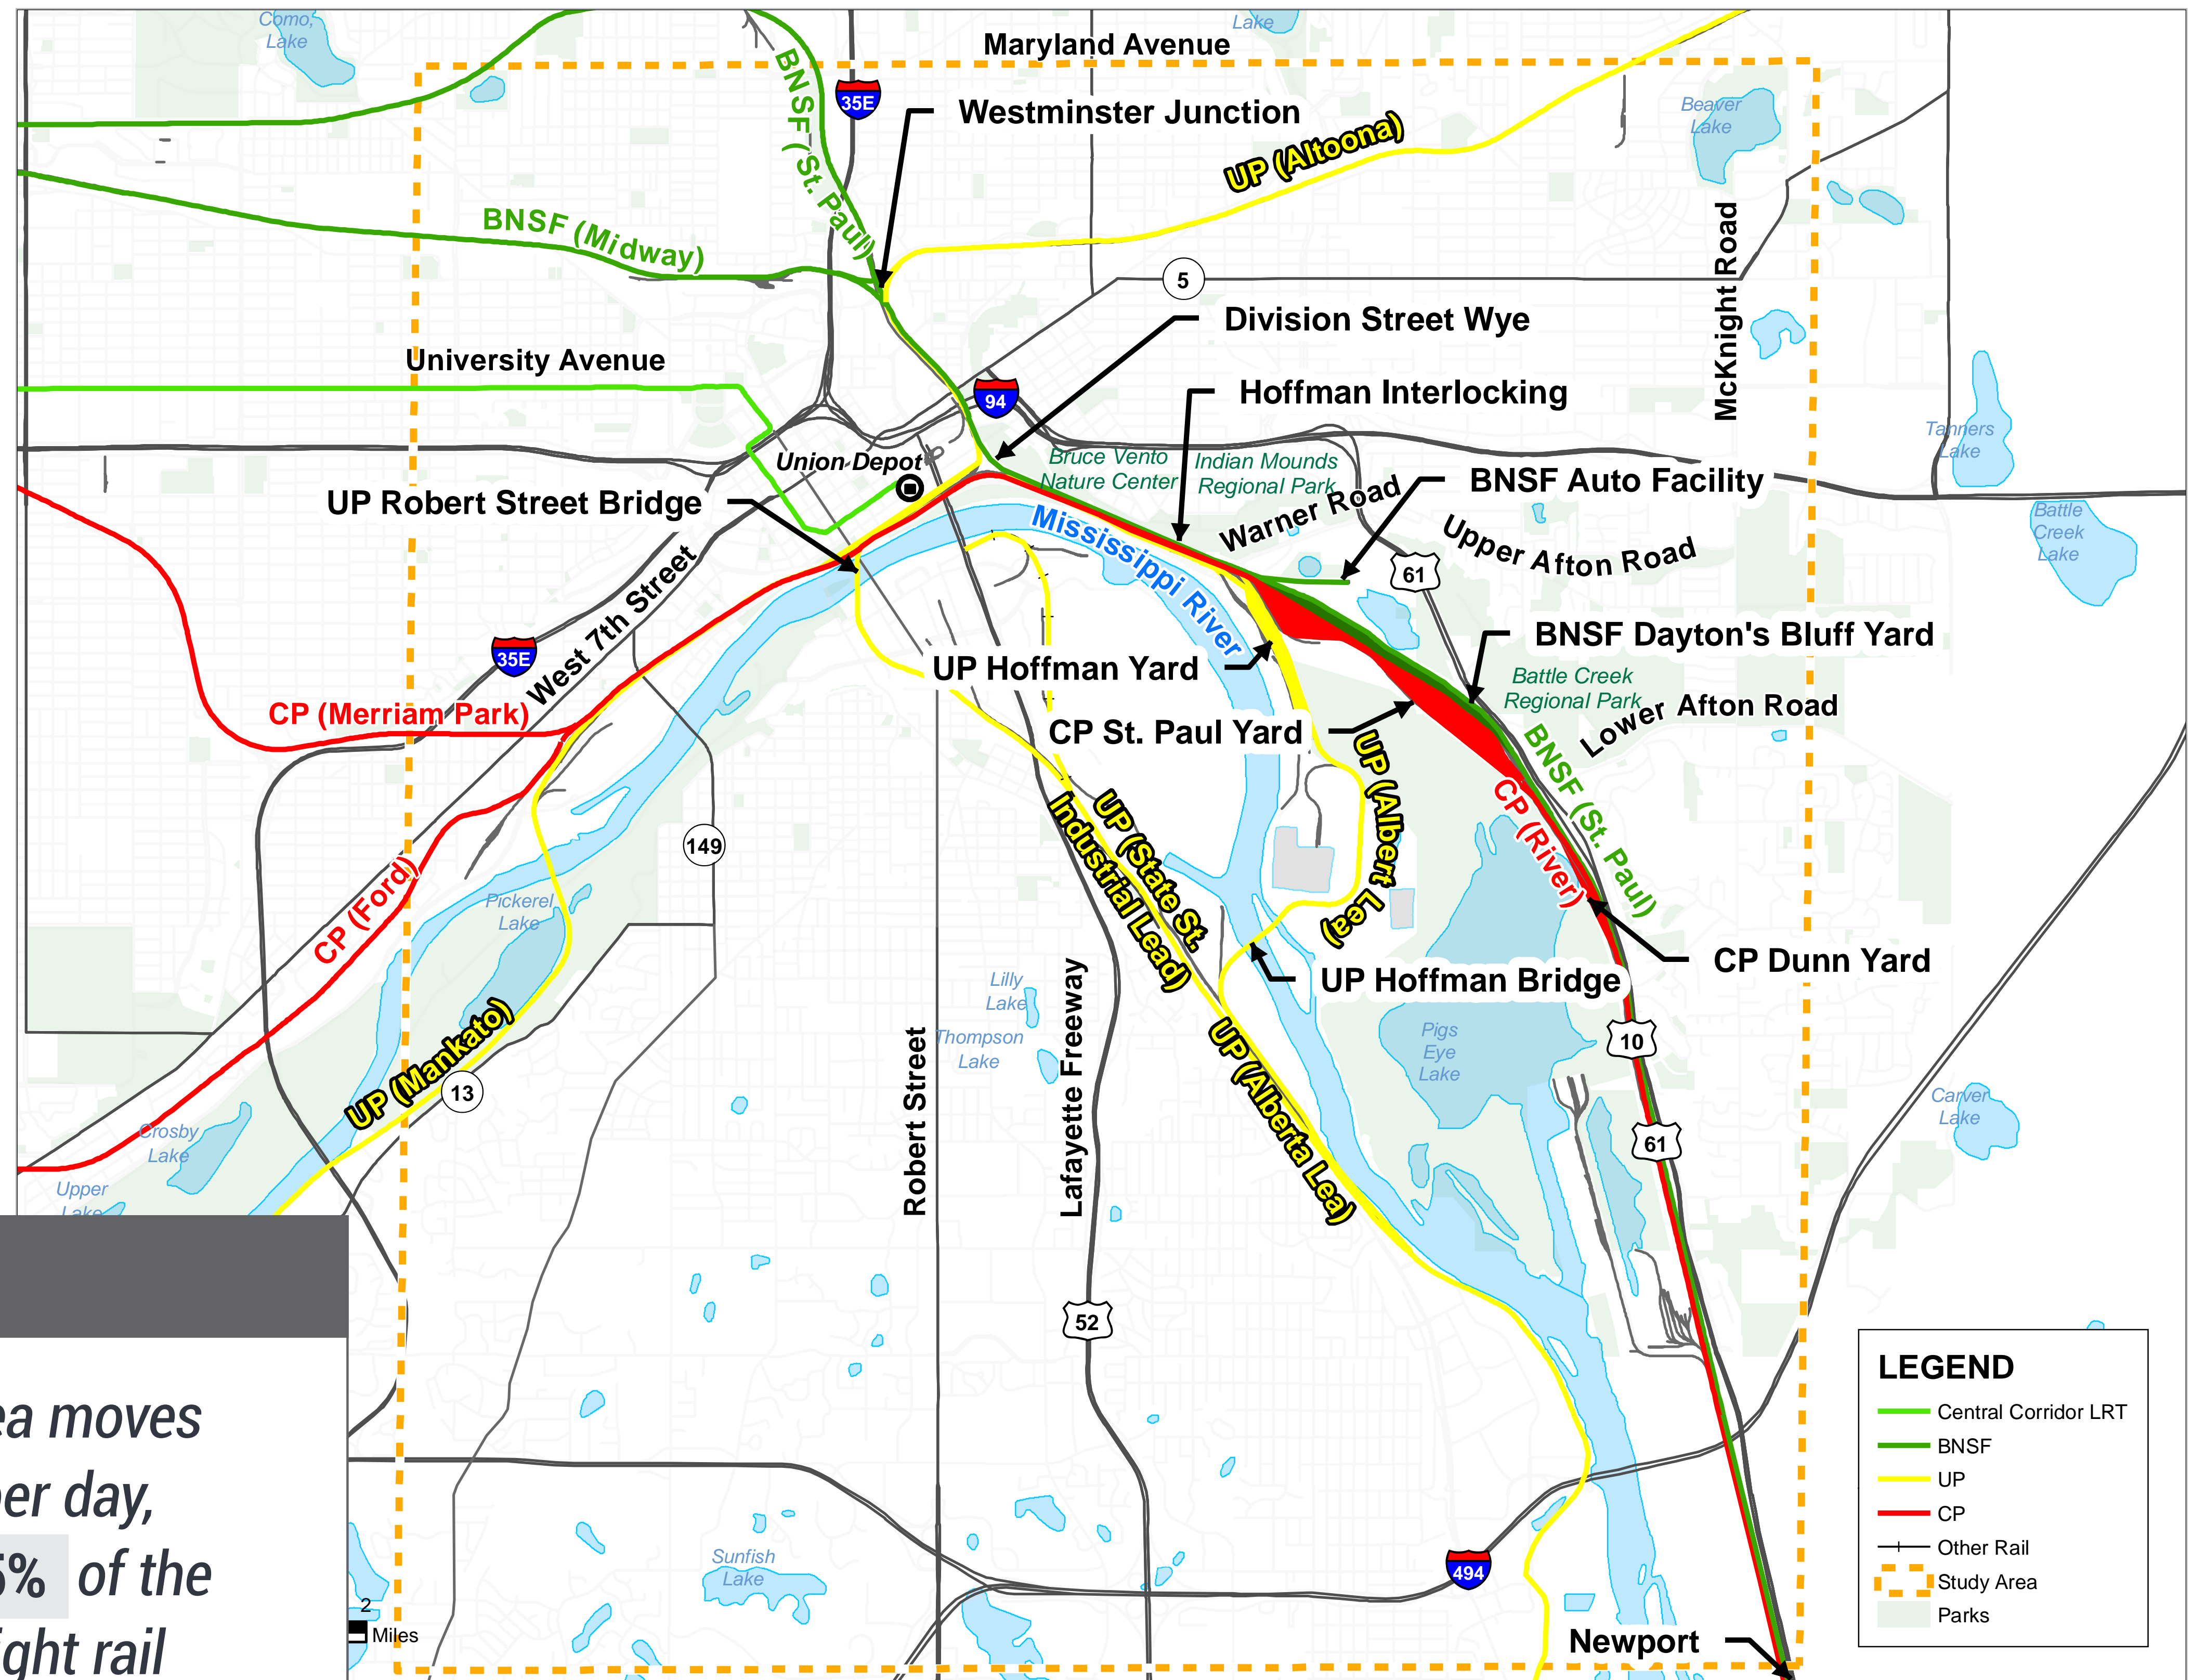 Como,
Lake
Lake
Maryland Avenue
BNSF (St. Paul)
35E
Westminster Junction
UP (Altoona)
Beaver
Lake
BNSF (Midway)
McKnight Road
5
Division Street Wye
University Avenue
Hoffman Interlocking
94
Tanners
Lake
Union Depot
Bruce Vento
Nature Center
Indian Mounds
Regional Park
BNSF Auto Facility
UP Robert Street Bridge
Warner Road
Mississippi River
Upper Afton Road
Battle
Creek
Lake
61
West 7th Street
35E
BNSF Dayton's Bluff Yard
UP Hoffman Yard
Battle Creek
Regional Park
Lower Afton Road
CP (Merriam Park)
CP St. Paul Yard
UP (Albert Lea)
BNSF (St. Paul)
CP (River)
UP (State St.
Industrial Lead)
149
CP (Ford)
Pickerel
Lake
CP Dunn Yard
UP Hoffman Bridge
Lilly
Lake
Thompson
Lake
Robert Street
Lafayette Freeway
UP (Alberta Lea)
Pigs
Eye
Lake
10
UP (Mankato)
13
Crosby
Lake
Carver
Lake
61
Upper
Lake
52
LEGEND
Central Corridor LRT
BNSF
UP
CP
Other Rail
Study Area
Parks
ea moves
per day,
5% of the
ight rail
Sunfish
Lake
494
2
Miles
Newport